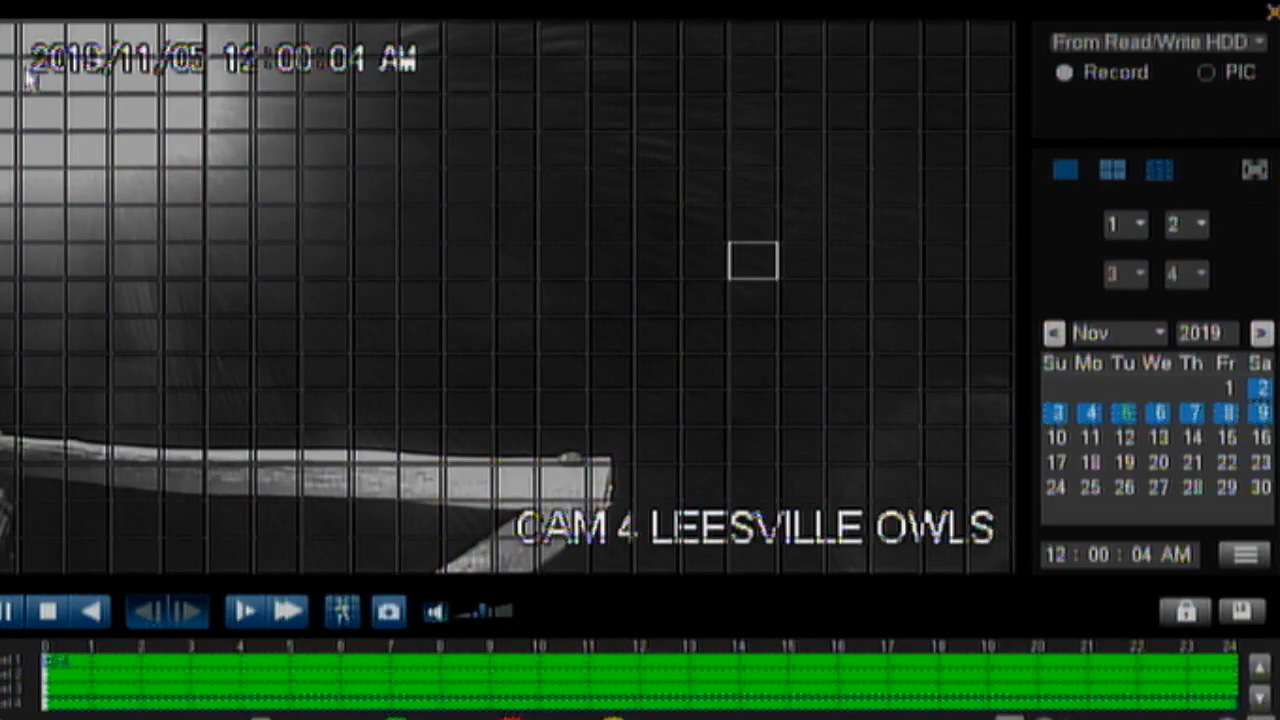 2019/11/05 12:00:04 AM
CAM 4 LEESVILLE OWLS
From Read/Write HDD
Record PIC
1 2
3 4
< Nov 2019 >
Su Mo Tu We Th Fr Sa
1 2
3 4 5 6 7 8 9
10 11 12 13 14 15 16
17 18 19 20 21 22 23
24 25 26 27 28 29 30
12 : 00 : 04 AM
0 1 2 3 4 5 6 7 8 9 10 11 12 13 14 15 16 17 18 19 20 21 22 23 24